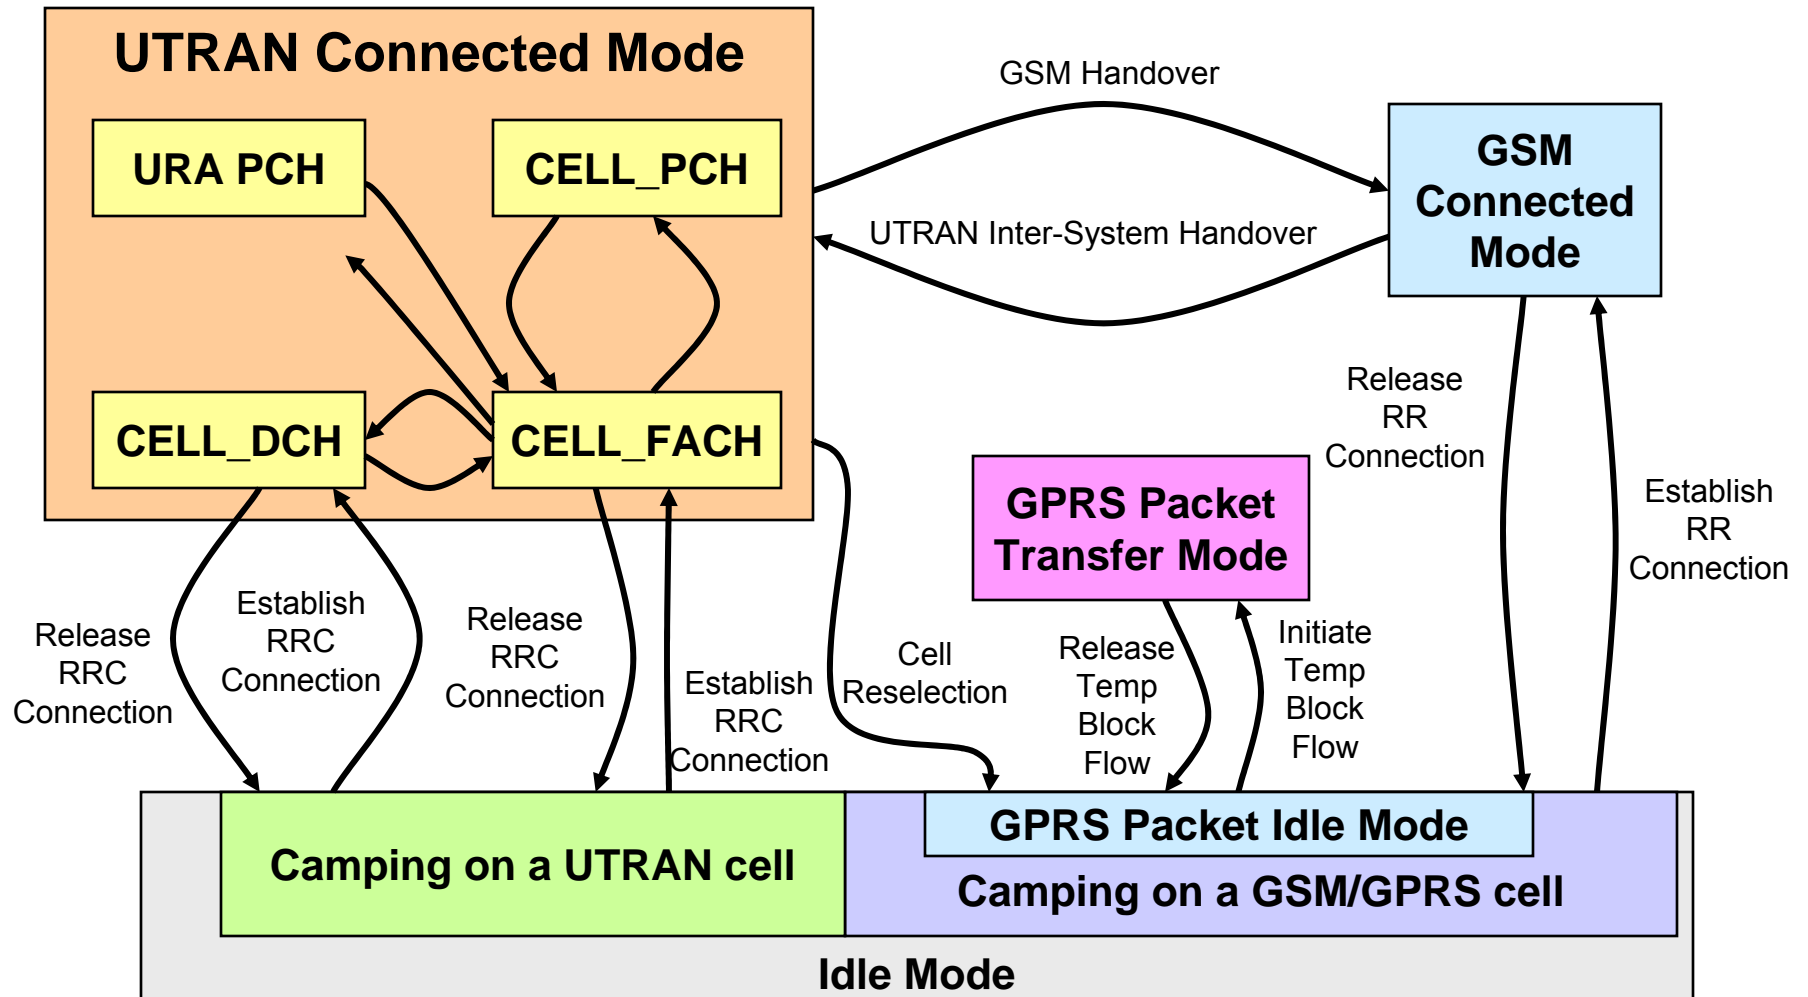 UTRAN Connected Mode
URA PCH
CELL_PCH
CELL_DCH
CELL_FACH
GSM Handover
UTRAN Inter-System Handover
GSM
Connected
Mode
Release
RR
Connection
Establish
RR
Connection
GPRS Packet
Transfer Mode
Release
RRC
Connection
Establish
RRC
Connection
Release
RRC
Connection
Establish
RRC
Connection
Cell
Reselection
Release
Temp
Block
Flow
Initiate
Temp
Block
Flow
GPRS Packet Idle Mode
Camping on a UTRAN cell
Camping on a GSM/GPRS cell
Idle Mode